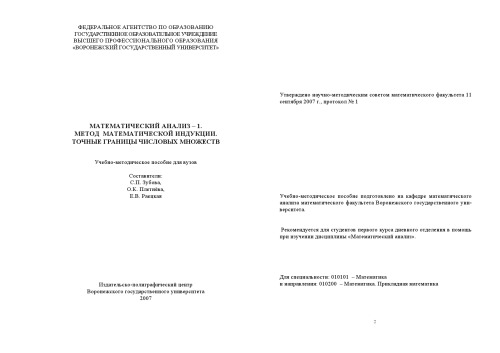 ФЕДЕРАЛЬНОЕ АГЕНТСТВО ПО ОБРАЗОВАНИЮ
ГОСУДАРСТВЕННОЕ ОБРАЗОВАТЕЛЬНОЕ УЧРЕЖДЕНИЕ
ВЫСШЕГО ПРОФЕССИОНАЛЬНОГО ОБРАЗОВАНИЯ
«ВОРОНЕЖСКИЙ ГОСУДАРСТВЕННЫЙ УНИВЕРСИТЕТ»
МАТЕМАТИЧЕСКИЙ АНАЛИЗ – 1.
МЕТОД МАТЕМАТИЧЕСКОЙ ИНДУКЦИИ.
ТОЧНЫЕ ГРАНИЦЫ ЧИСЛОВЫХ МНОЖЕСТВ
Учебно-методическое пособие для вузов
Составители:
С.П. Зубова,
О.К. Плетнёва,
Е.В. Раецкая
Издательско-полиграфический центр
Воронежского государственного университета
2007
Утверждено научно-методическим советом математического факультета 11
сентября 2007 г., протокол № 1
Учебно-методическое пособие подготовлено на кафедре математического
анализа математического факультета Воронежского государственного уни-
верситета.
Рекомендуется для студентов первого курса дневного отделения в помощь
при изучении дисциплины «Математический анализ».
Для специальности: 010101 – Математика
и направления: 010200 – Математика. Прикладная математика
2